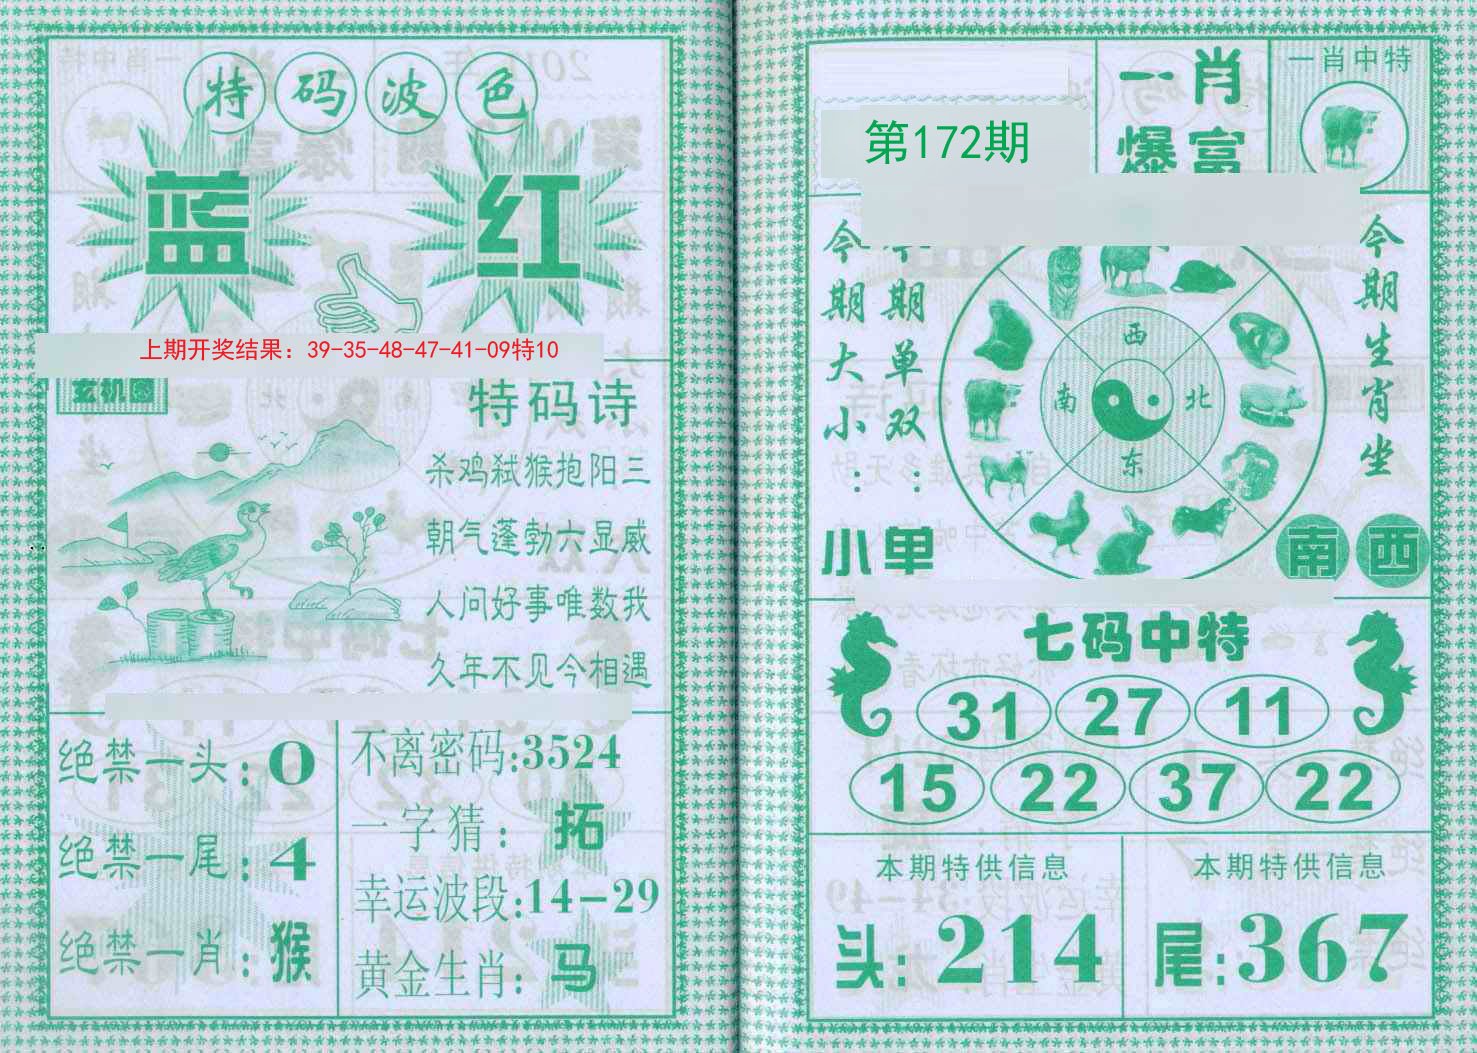 特码波色
蓝 红
上期开奖结果：39-35-48-47-41-09特10
玄机图
特码诗
杀鸡弑猴抱阳三
朝气蓬勃六显威
人问好事唯数我
久年不见今相遇
绝禁一头：0
绝禁一尾：4
绝禁一肖：猴
不离密码：3524
一字猜：拓
幸运波段：14-29
黄金生肖：马
第172期
一肖
爆富
一肖中特
今期大小：小
今期单双：单
西
南 北
东
今期生肖坐
南 西
七码中特
31 27 11
15 22 37 22
本期特供信息
头：214
本期特供信息
尾：367